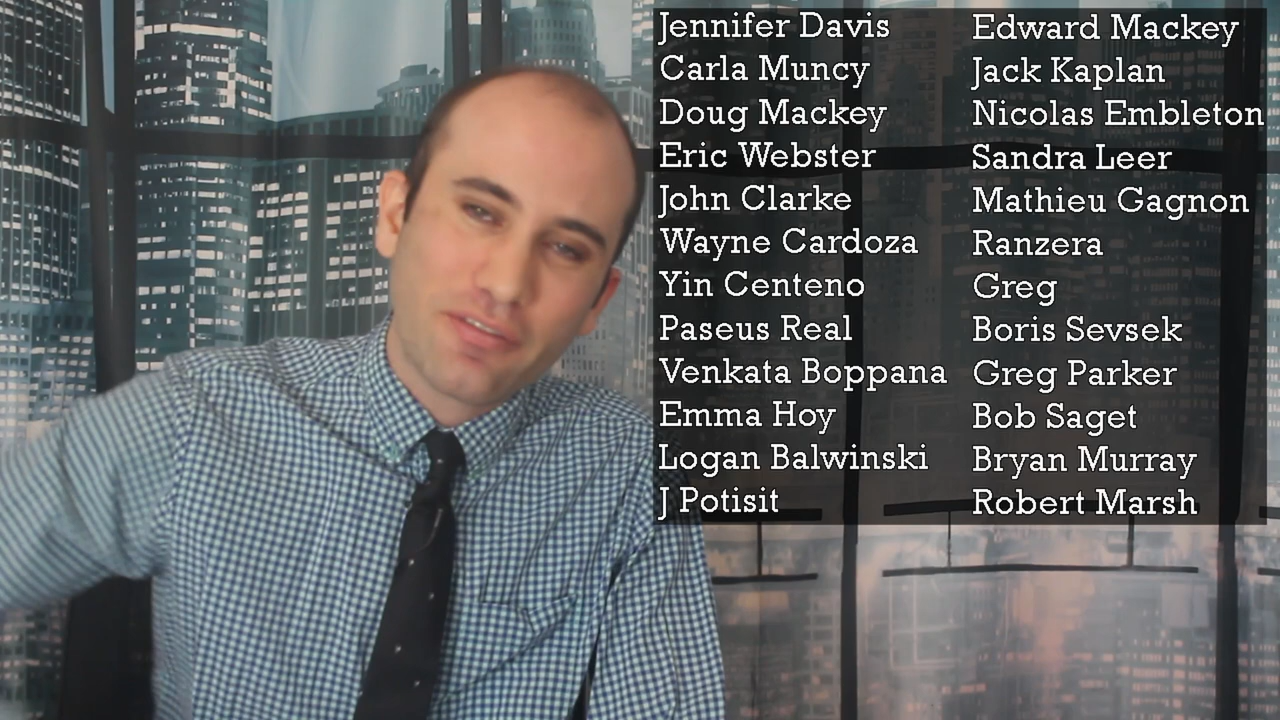 Jennifer Davis
Carla Muncy
Doug Mackey
Eric Webster
John Clarke
Wayne Cardoza
Yin Centeno
Paseus Real
Venkata Boppana
Emma Hoy
Logan Balwinski
J Potisit
Edward Mackey
Jack Kaplan
Nicolas Embleton
Sandra Leer
Mathieu Gagnon
Ranzera
Greg
Boris Sevsek
Greg Parker
Bob Saget
Bryan Murray
Robert Marsh